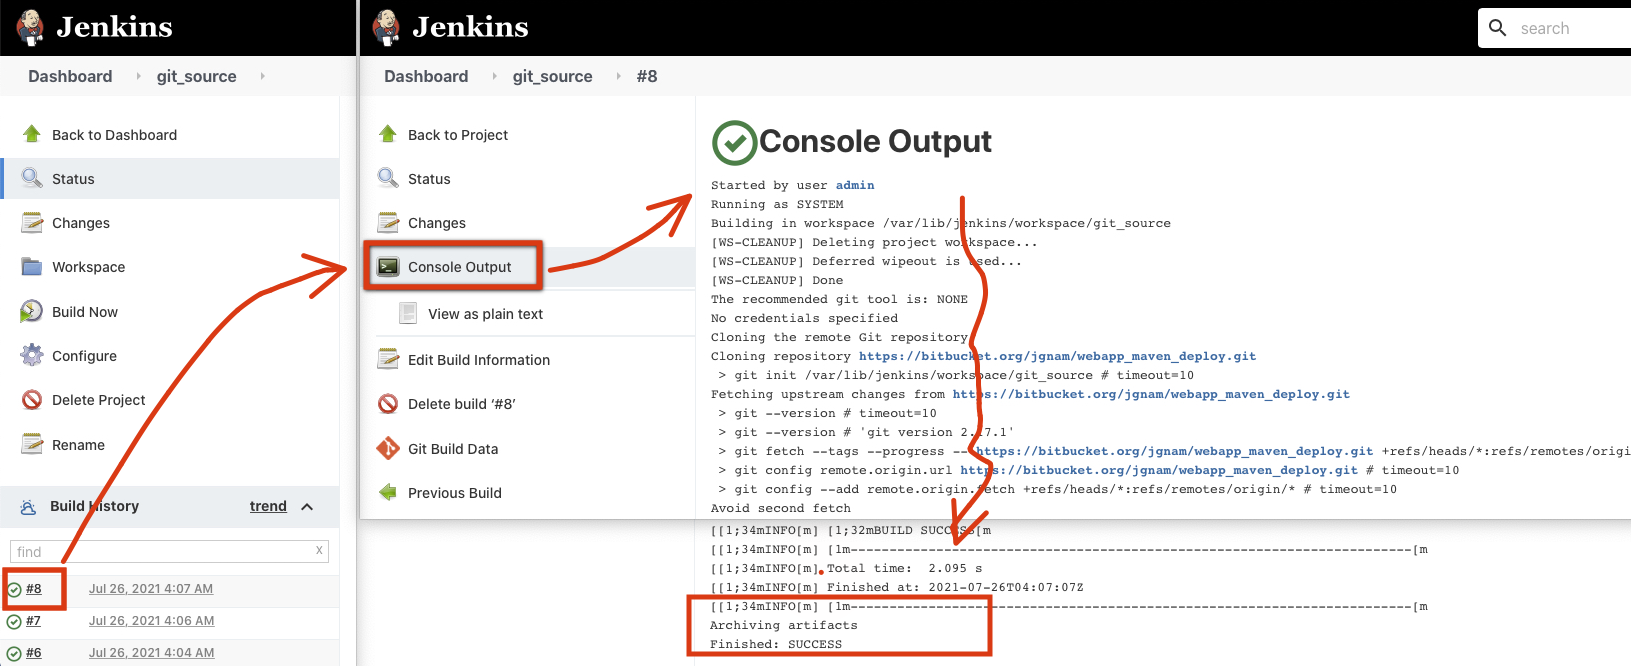 Jenkins
Dashboard
git_source
Back to Dashboard
Status
Changes
Workspace
Build Now
Configure
Delete Project
Rename
Build History
trend
find
X
#8
Jul 26, 2021 4:07 AM
#7
Jul 26, 2021 4:06 AM
#6
Jul 26, 2021 4:04 AM
Jenkins
search
Dashboard
git_source
#8
Back to Project
Status
Changes
Console Output
View as plain text
Edit Build Information
Delete build ‘#8’
Git Build Data
Previous Build
Console Output
Started by user admin
Running as SYSTEM
Building in workspace /var/lib/jenkins/workspace/git_source
[WS-CLEANUP] Deleting project workspace...
[WS-CLEANUP] Deferred wipeout is used...
[WS-CLEANUP] Done
The recommended git tool is: NONE
No credentials specified
Cloning the remote Git repository
Cloning repository https://bitbucket.org/jgnam/webapp_maven_deploy.git
> git init /var/lib/jenkins/workspace/git_source # timeout=10
Fetching upstream changes from https://bitbucket.org/jgnam/webapp_maven_deploy.git
> git --version # timeout=10
> git --version # 'git version 2.17.1'
> git fetch --tags --progress -- https://bitbucket.org/jgnam/webapp_maven_deploy.git +refs/heads/*:refs/remotes/origi
> git config remote.origin.url https://bitbucket.org/jgnam/webapp_maven_deploy.git # timeout=10
> git config --add remote.origin.fetch +refs/heads/*:refs/remotes/origin/* # timeout=10
Avoid second fetch
[[1;34mINFO[m] [1;32mBUILD SUCCESS[m
[[1;34mINFO[m] [1m------------------------------------------------------------------------[m
[[1;34mINFO[m] Total time:  2.095 s
[[1;34mINFO[m] Finished at: 2021-07-26T04:07:07Z
[[1;34mINFO[m] [1m------------------------------------------------------------------------[m
Archiving artifacts
Finished: SUCCESS